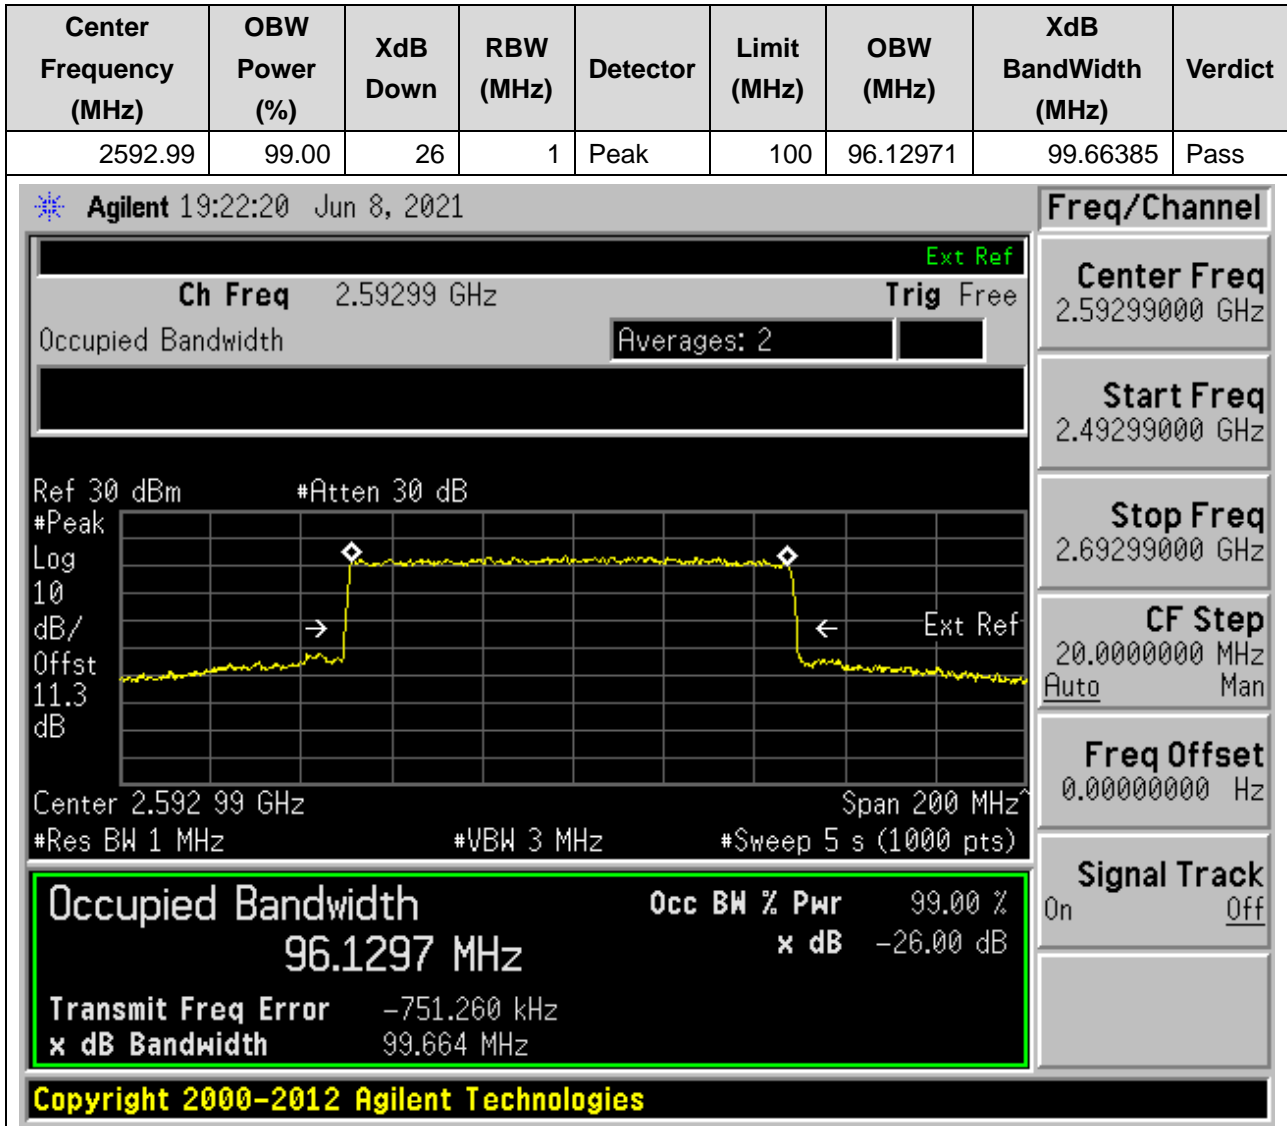 Center Frequency (MHz) OBW Power (%) XdB Down RBW (MHz) Detector Limit (MHz) OBW (MHz) XdB BandWidth (MHz) Verdict
2592.99 99.00 26 1 Peak 100 96.12971 99.66385 Pass
Agilent 19:22:20 Jun 8, 2021
Freq/Channel
Ext Ref
Ch Freq 2.59299 GHz Trig Free
Occupied Bandwidth Averages: 2
Center Freq
2.59299000 GHz
Start Freq
2.49299000 GHz
Stop Freq
2.69299000 GHz
CF Step
20.0000000 MHz
Auto Man
Freq Offset
0.00000000 Hz
Signal Track
On Off
Ref 30 dBm #Atten 30 dB
#Peak
Log
10
dB/
Offst
11.3
dB
Ext Ref
Center 2.592 99 GHz Span 200 MHz^
#Res BW 1 MHz #VBW 3 MHz #Sweep 5 s (1000 pts)
Occupied Bandwidth Occ BW % Pwr 99.00 %
96.1297 MHz x dB -26.00 dB
Transmit Freq Error -751.260 kHz
x dB Bandwidth 99.664 MHz
Copyright 2000-2012 Agilent Technologies